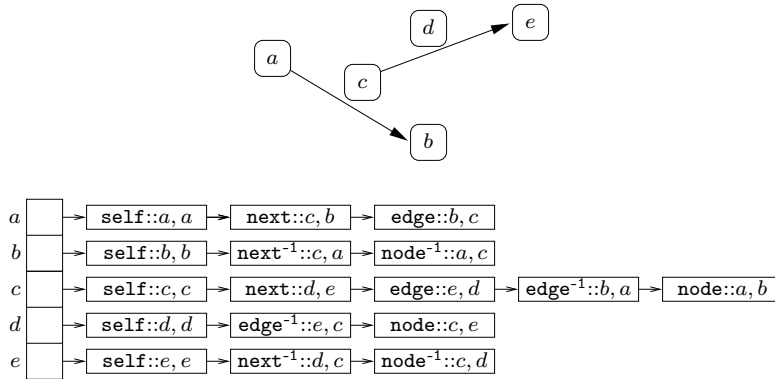 d
e
a
c
b
a self::a, a next::c, b edge::b, c
b self::b, b next⁻¹::c, a node⁻¹::a, c
c self::c, c next::d, e edge::e, d edge⁻¹::b, a node::a, b
d self::d, d edge⁻¹::e, c node::c, e
e self::e, e next⁻¹::d, c node⁻¹::c, d